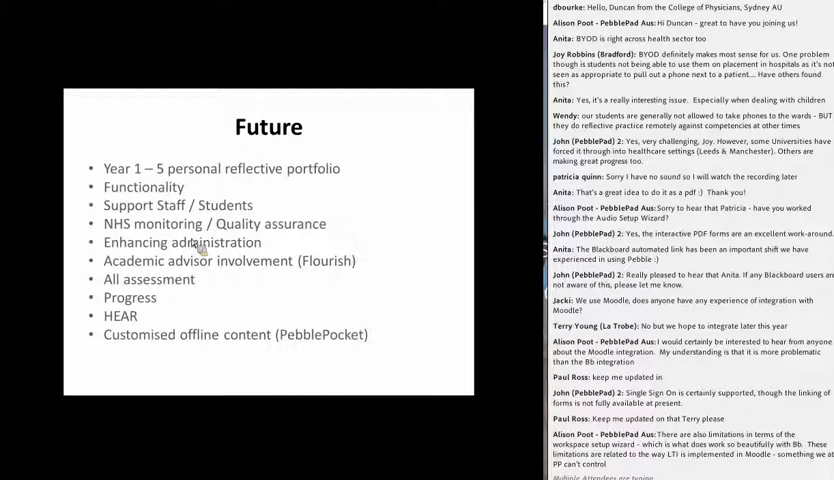 Future
• Year 1 – 5 personal reflective portfolio
• Functionality
• Support Staff / Students
• NHS monitoring / Quality assurance
• Enhancing administration
• Academic advisor involvement (Flourish)
• All assessment
• Progress
• HEAR
• Customised offline content (PebblePocket)
dbourke: Hello, Duncan from the College of Physicians, Sydney AU
Alison Poot - PebblePad Aus: Hi Duncan - great to have you joining us!
Anita: BYOD is right across health sector too
Joy Robbins (Bradford): BYOD definitely makes most sense for us. One problem
though is students not being able to use them on placement in hospitals as it's not
seen as appropriate to pull out a phone next to a patient... Have others found
this?
Anita: Yes, it's a really interesting issue. Especially when dealing with children
Wendy: our students are generally not allowed to take phones to the wards - BUT
they do reflective practice remotely against competencies at other times
John (PebblePad) 2: Yes, very challenging, Joy. However, some Universities have
forced it through into healthcare settings (Leeds & Manchester). Others are
making great progress too.
patricia quinn: Sorry I have no sound so I will watch the recording later
Anita: That's a great idea to do it as a pdf :) Thank you!
Alison Poot - PebblePad Aus: Sorry to hear that Patricia - have you worked
through the Audio Setup Wizard?
John (PebblePad) 2: Yes, the interactive PDF forms are an excellent work-around.
Anita: The Blackboard automated link has been an important shift we have
experienced in using Pebble :)
John (PebblePad) 2: Really pleased to hear that Anita. If any Blackboard users are
not aware of this, please let me know.
Jacki: We use Moodle, does anyone have any experience of integration with
Moodle?
Terry Young (La Trobe): No but we hope to integrate later this year
Alison Poot - PebblePad Aus: I would certainly be interested to hear from anyone
about the Moodle integration. My understanding is that it is more problematic
than the Bb integration
Paul Ross: keep me updated in
John (PebblePad) 2: Single Sign On is certainly supported, though the linking of
forms is not fully available at present.
Paul Ross: Keep me updated on that Terry please
Alison Poot - PebblePad Aus: There are also limitations in terms of the
workspace setup wizard - which is what does work so beautifully with Bb. These
limitations are related to the way LTI is implemented in Moodle - something we at
PP can't control
Multiple Attendees are typing